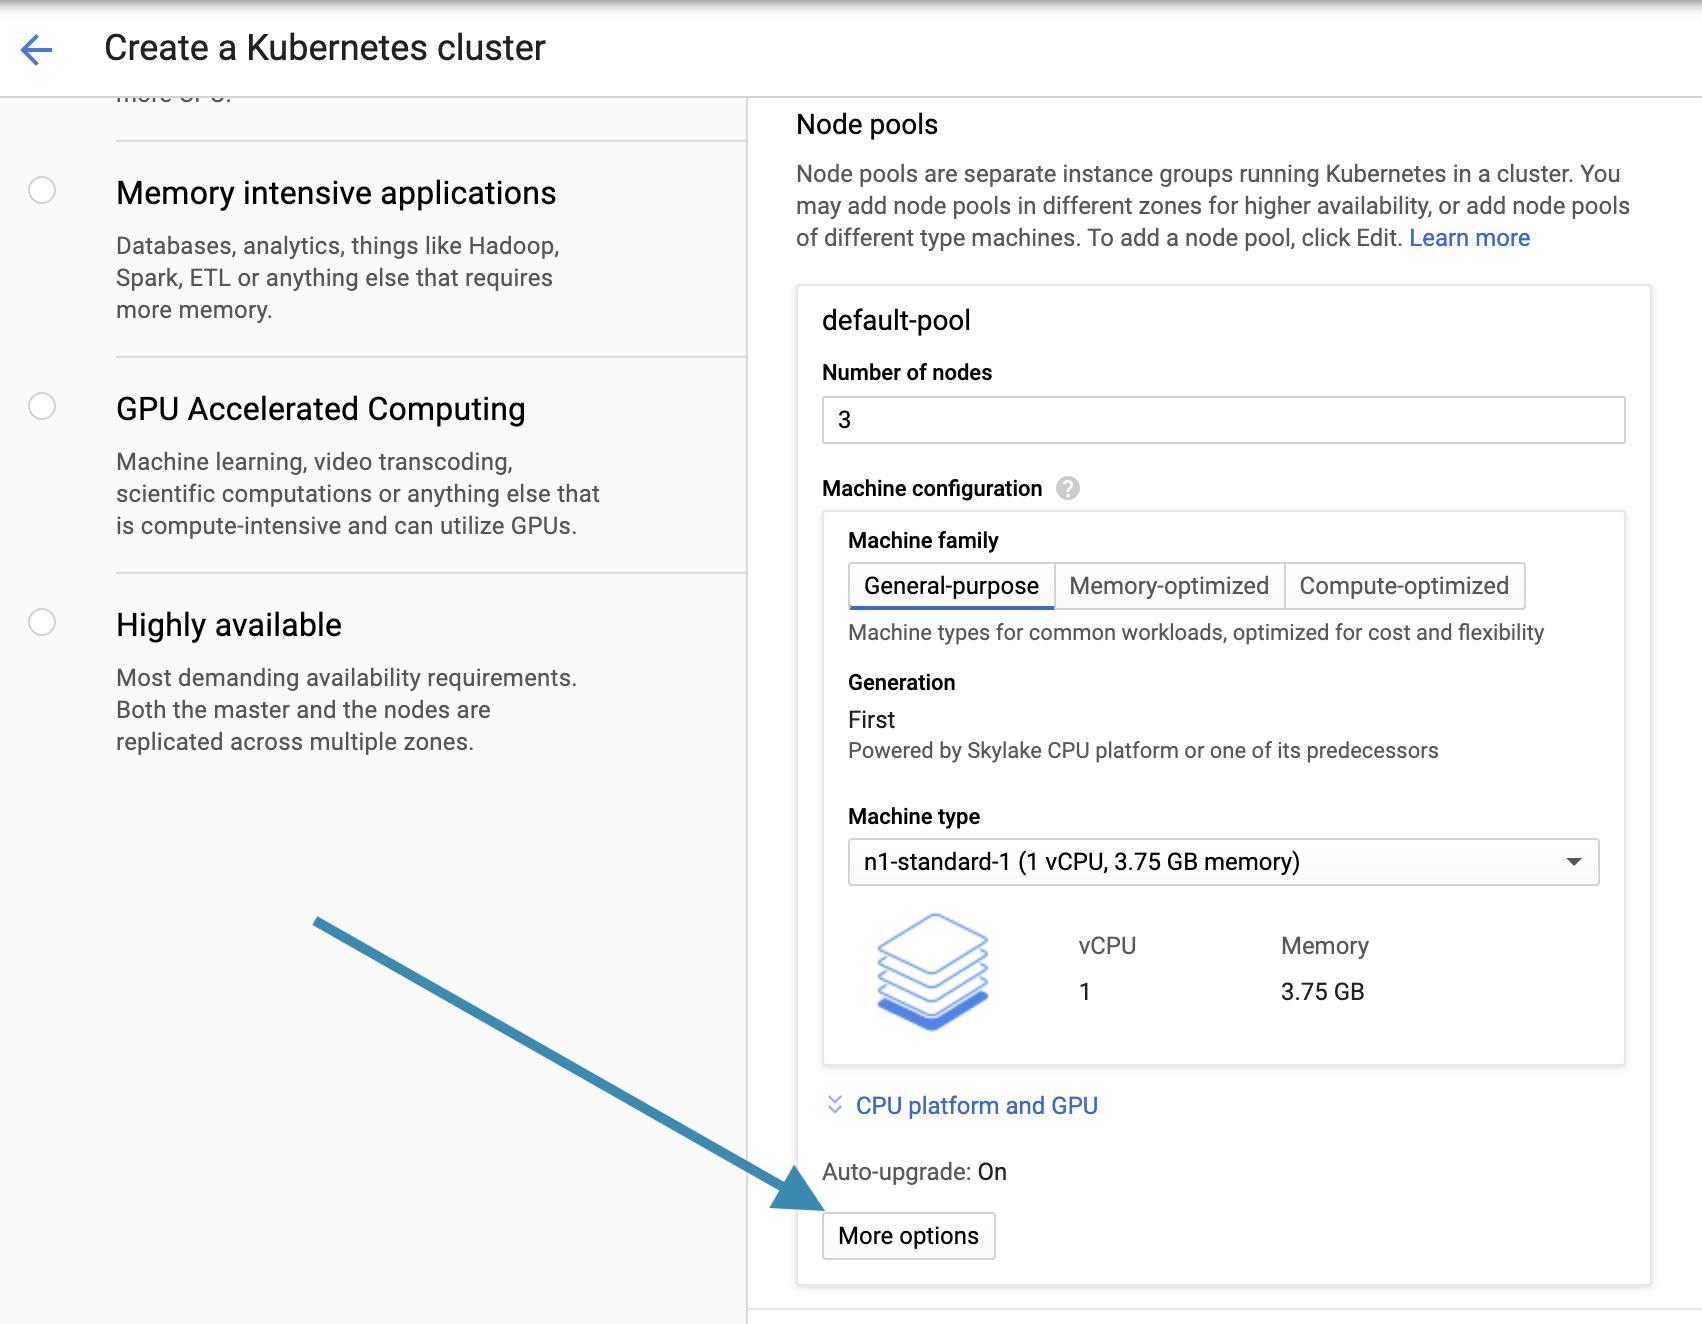 Create a Kubernetes cluster
Memory intensive applications
Databases, analytics, things like Hadoop,
Spark, ETL or anything else that requires
more memory.
GPU Accelerated Computing
Machine learning, video transcoding,
scientific computations or anything else that
is compute-intensive and can utilize GPUs.
Highly available
Most demanding availability requirements.
Both the master and the nodes are
replicated across multiple zones.
Node pools
Node pools are separate instance groups running Kubernetes in a cluster. You
may add node pools in different zones for higher availability, or add node pools
of different type machines. To add a node pool, click Edit. Learn more
default-pool
Number of nodes
3
Machine configuration ?
Machine family
General-purpose Memory-optimized Compute-optimized
Machine types for common workloads, optimized for cost and flexibility
Generation
First
Powered by Skylake CPU platform or one of its predecessors
Machine type
n1-standard-1 (1 vCPU, 3.75 GB memory)
vCPU Memory
1 3.75 GB
CPU platform and GPU
Auto-upgrade: On
More options